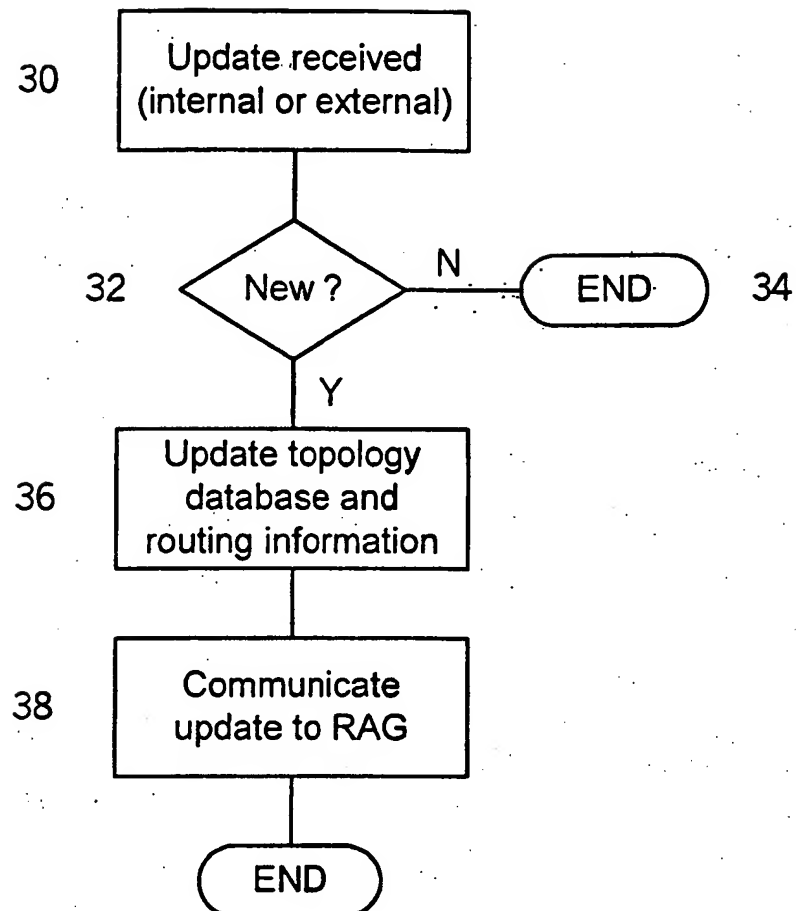 30
Update received
(internal or external)
32
New ?
N
END
34
Y
36
Update topology
database and
routing information
38
Communicate
update to RAG
END